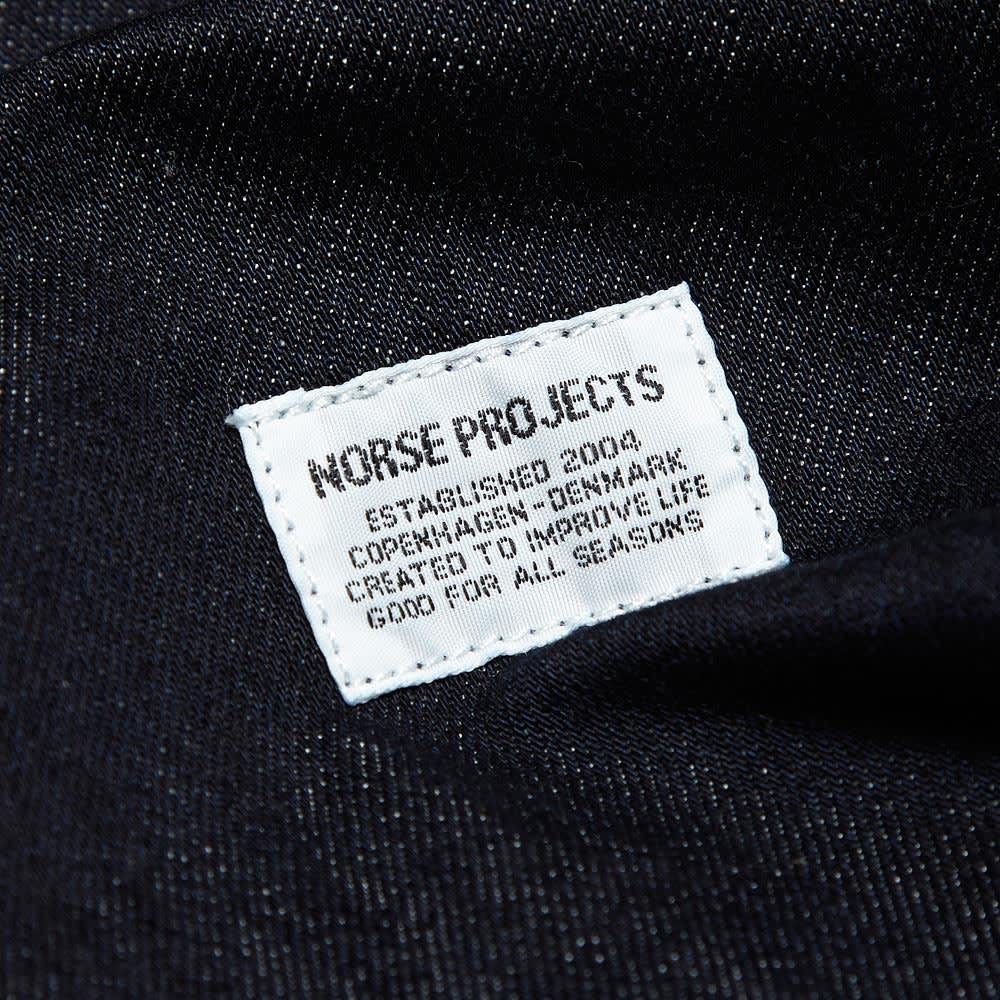 NORSE PROJECTS
ESTABLISHED 2004
COPENHAGEN-DENMARK
CREATED TO IMPROVE LIFE
GOOD FOR ALL SEASONS